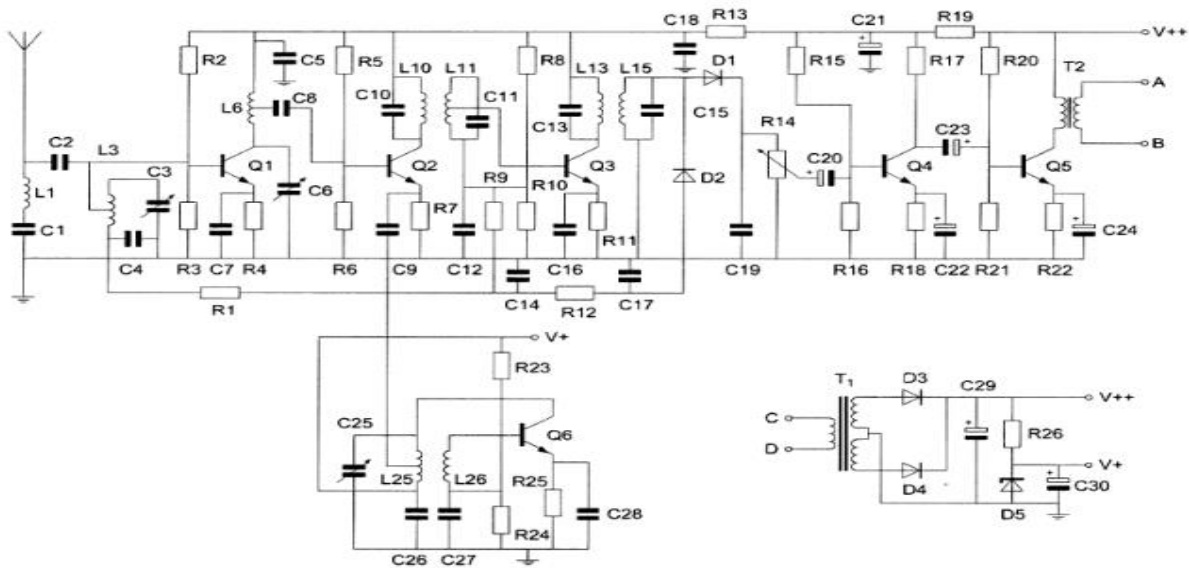 C18 R13 C21 R19
V++
R2 C5 R5 L10 L11 R8 L13 L15 D1 R15 R17 R20 T2
C8 C10 C11 A
L6 C13 C15 R14 C23
C2 L3 C20 B
C3 Q1 Q2 Q3 Q4 Q5
L1 C6 R9 R10 D2
R7
C1 R11 C24
C4 R3 C7 R4 R6 C9 C12 C16 C19 R16 R18 C22 R21 R22
R1 C14 R12 C17
V+
R23
T1 D3 C29 V++
C25 C
Q6 R26
D
L25 L26 R25 D4 V+
C30
C28 D5
R24
C26 C27